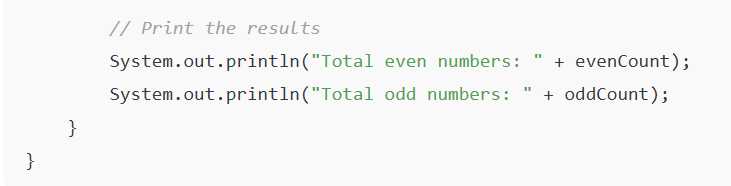 // Print the results
System.out.println("Total even numbers: " + evenCount);
System.out.println("Total odd numbers: " + oddCount);
}
}